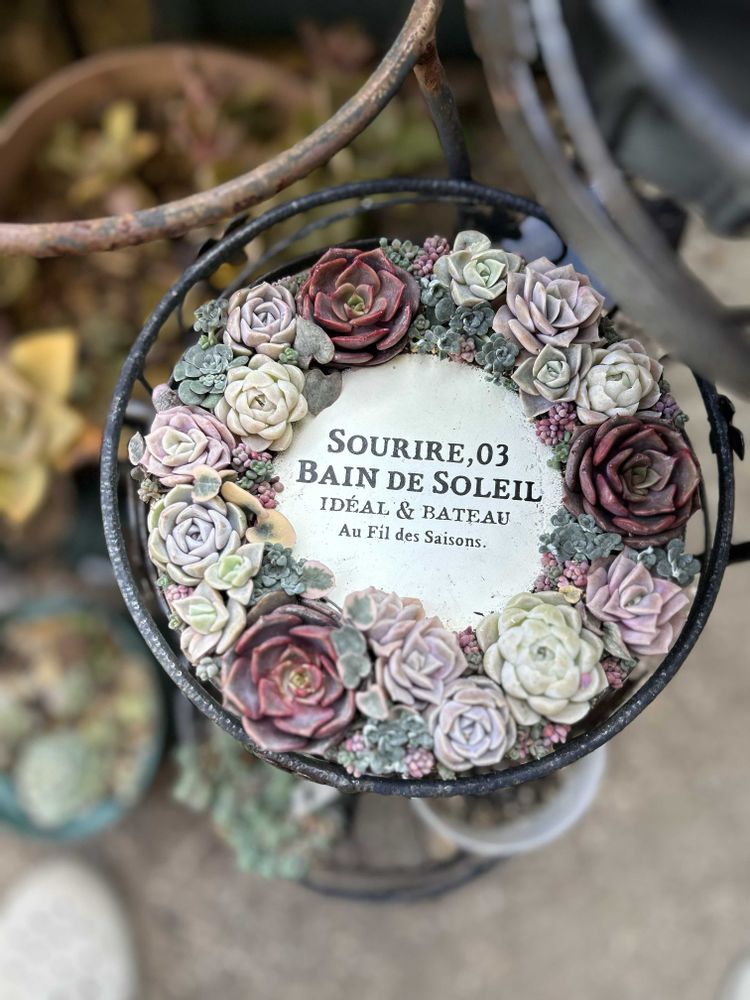 SOURIRE,03
BAIN DE SOLEIL
IDÉAL & BATEAU
Au Fil des Saisons.